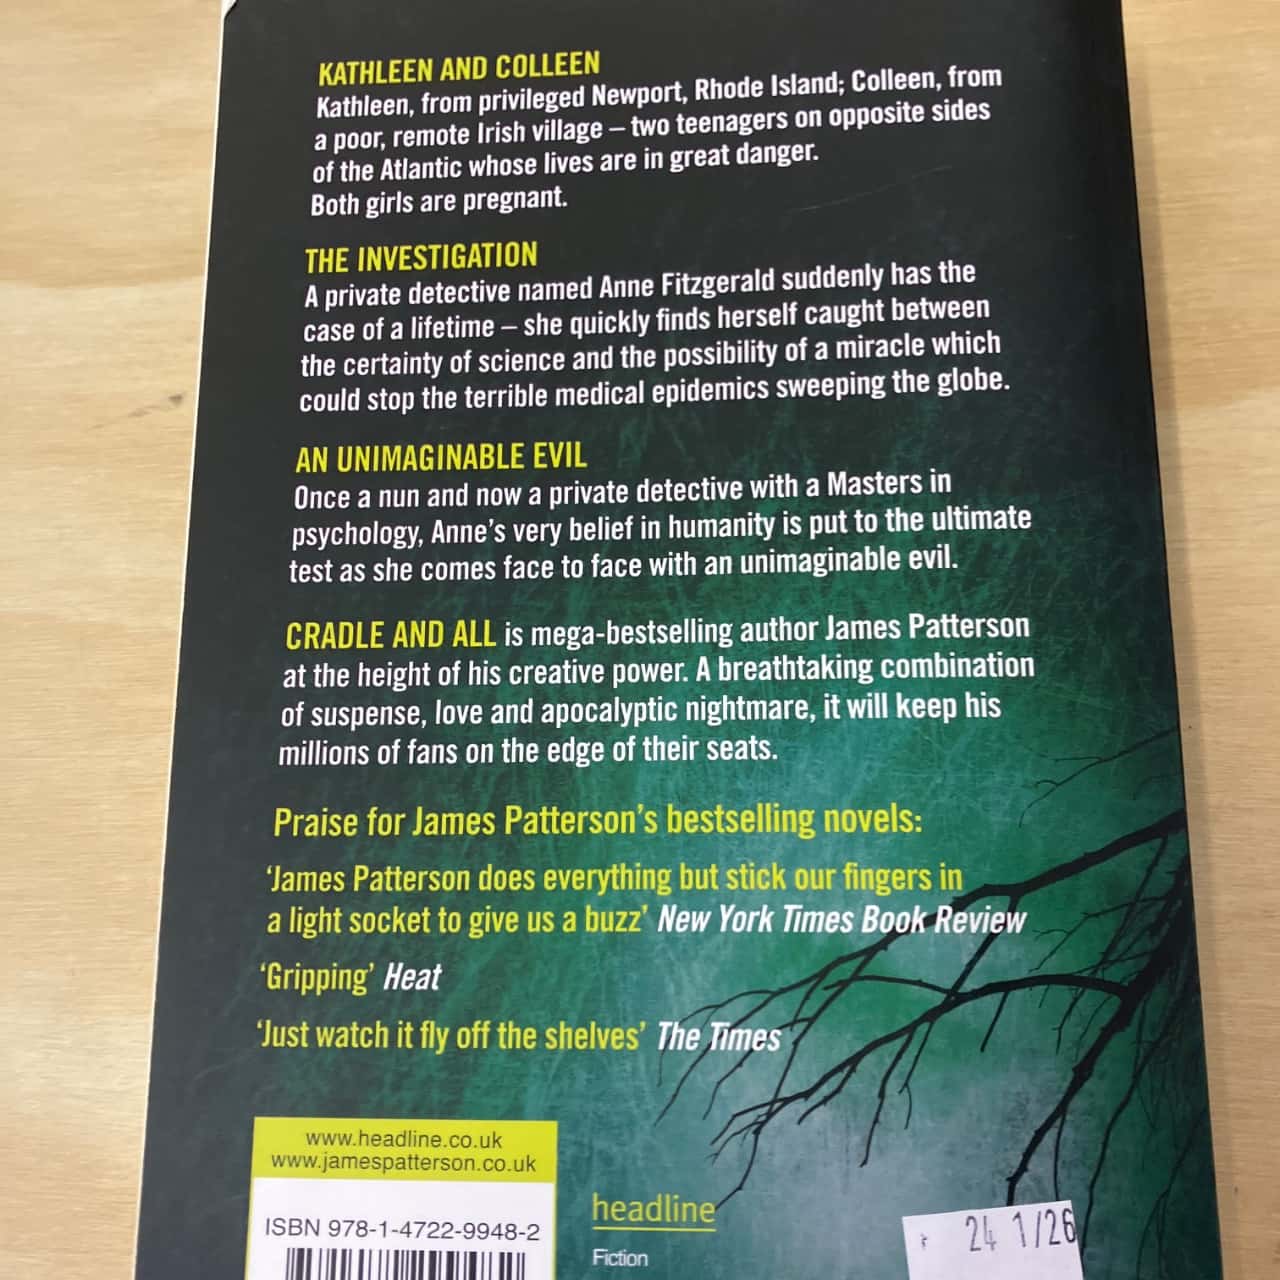 KATHLEEN AND COLLEEN
Kathleen, from privileged Newport, Rhode Island; Colleen, from
a poor, remote Irish village – two teenagers on opposite sides
of the Atlantic whose lives are in great danger.
Both girls are pregnant.
THE INVESTIGATION
A private detective named Anne Fitzgerald suddenly has the
case of a lifetime – she quickly finds herself caught between
the certainty of science and the possibility of a miracle which
could stop the terrible medical epidemics sweeping the globe.
AN UNIMAGINABLE EVIL
Once a nun and now a private detective with a Masters in
psychology, Anne's very belief in humanity is put to the ultimate
test as she comes face to face with an unimaginable evil.
CRADLE AND ALL is mega-bestselling author James Patterson
at the height of his creative power. A breathtaking combination
of suspense, love and apocalyptic nightmare, it will keep his
millions of fans on the edge of their seats.
Praise for James Patterson's bestselling novels:
'James Patterson does everything but stick our fingers in
a light socket to give us a buzz' New York Times Book Review
'Gripping' Heat
'Just watch it fly off the shelves' The Times
www.headline.co.uk
www.jamespatterson.co.uk
ISBN 978-1-4722-9948-2
headline
Fiction
24 1/26